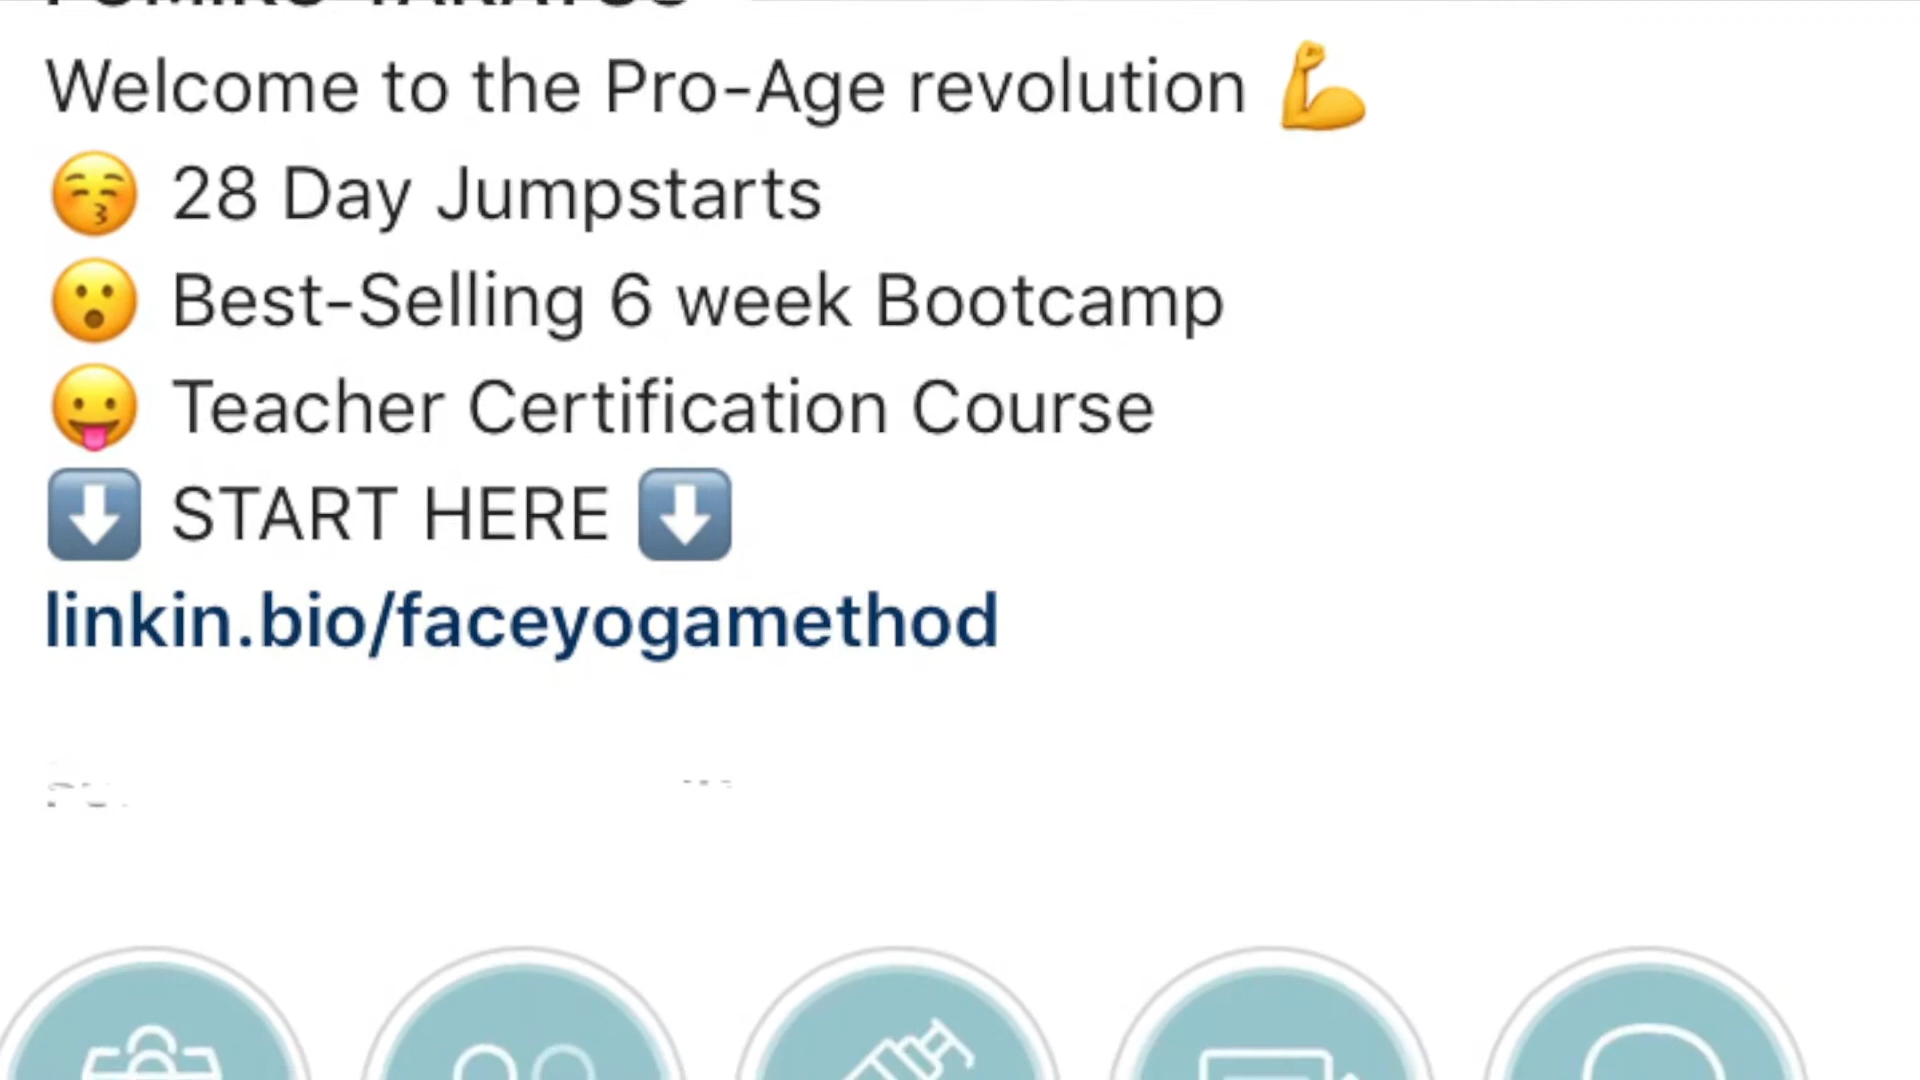 Welcome to the Pro-Age revolution 💪
😚 28 Day Jumpstarts
😮 Best-Selling 6 week Bootcamp
😛 Teacher Certification Course
⬇️ START HERE ⬇️
linkin.bio/faceyogamethod